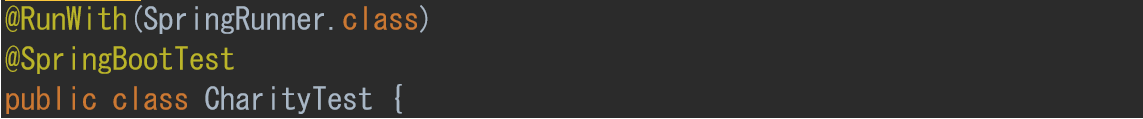 @RunWith(SpringRunner.class)
@SpringBootTest
public class CharityTest {